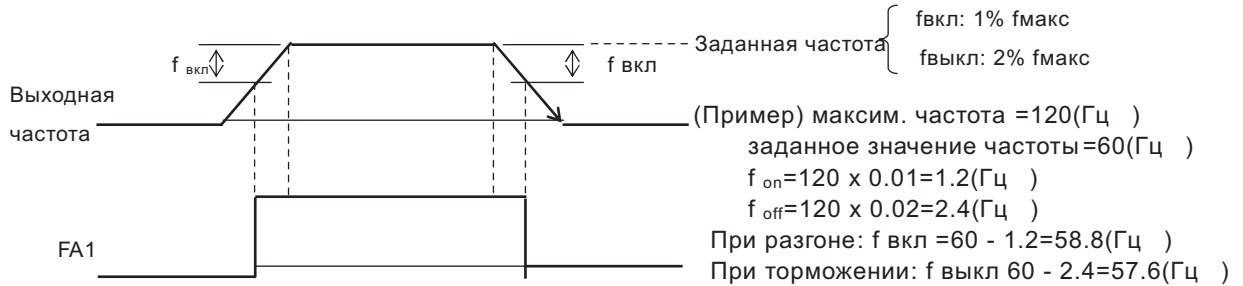 fвкл: 1% fмакс
Заданная частота
fвыкл: 2% fмакс
f вкл
f вкл
Выходная
частота
(Пример) максим. частота =120(Гц )
заданное значение частоты=60(Гц )
f on=120 x 0.01=1.2(Гц )
f off=120 x 0.02=2.4(Гц )
FA1
При разгоне: f вкл =60 - 1.2=58.8(Гц )
При торможении: f выкл 60 - 2.4=57.6(Гц )